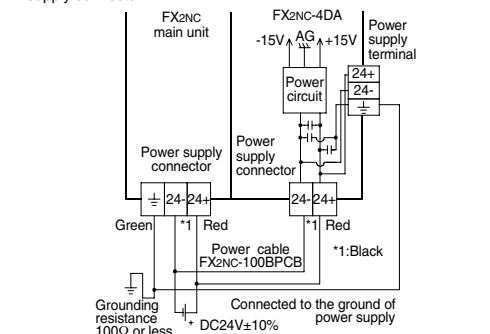 FX2NC
main unit
FX2NC-4DA
-15V AG +15V
Power
supply
terminal
24+
24-
Power
circuit
Power supply
connector
Power
supply
connector
24- 24+
24- 24+
Green *1 Red
*1 Red
Power cable
FX2NC-100BPCB
*1:Black
Grounding
resistance
100Ω or less
DC24V±10%
Connected to the ground of
power supply